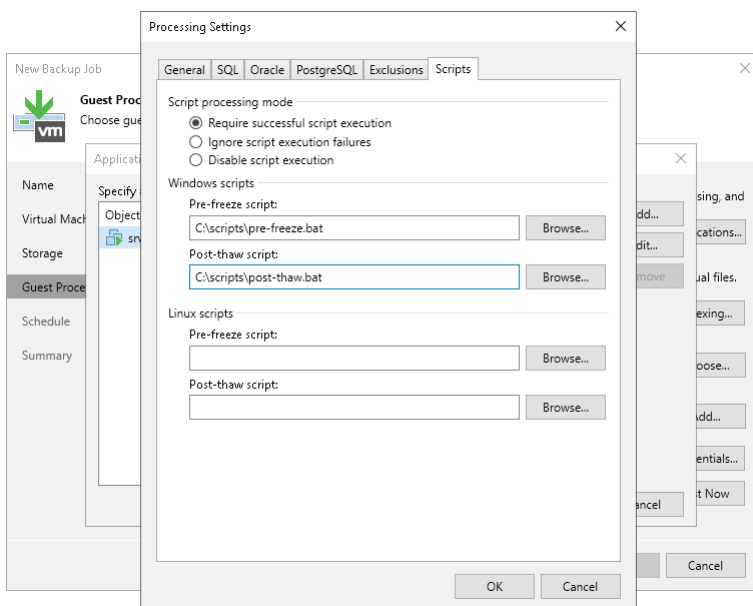 Processing Settings
General SQL Oracle PostgreSQL Exclusions Scripts
Script processing mode
Require successful script execution
Ignore script execution failures
Disable script execution
Windows scripts
Pre-freeze script:
C:\scripts\pre-freeze.bat Browse...
Post-thaw script:
C:\scripts\post-thaw.bat Browse...
Linux scripts
Pre-freeze script:
Browse...
Post-thaw script:
Browse...
OK Cancel
New Backup Job
vm
Guest Proc
Choose gue
Name
Virtual Mach
Storage
Guest Proce
Schedule
Summary
Applicati
Specify
Object
srv
dd...
dit...
move
ancel
sing, and
cations...
ual files.
exing...
oose...
Add...
entials...
t Now
Cancel